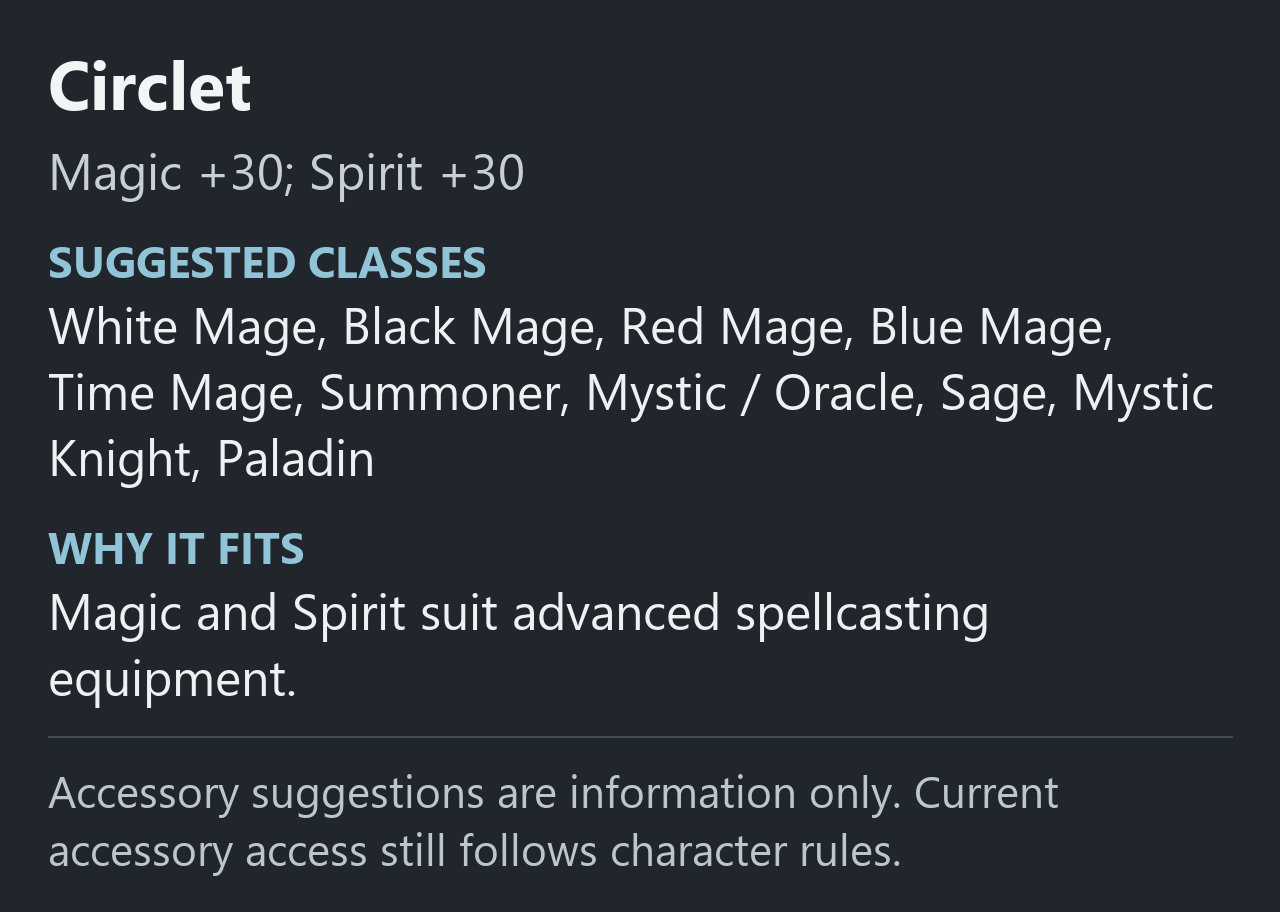 Circlet
Magic +30; Spirit +30
SUGGESTED CLASSES
White Mage, Black Mage, Red Mage, Blue Mage,
Time Mage, Summoner, Mystic / Oracle, Sage, Mystic
Knight, Paladin
WHY IT FITS
Magic and Spirit suit advanced spellcasting
equipment.
Accessory suggestions are information only. Current
accessory access still follows character rules.